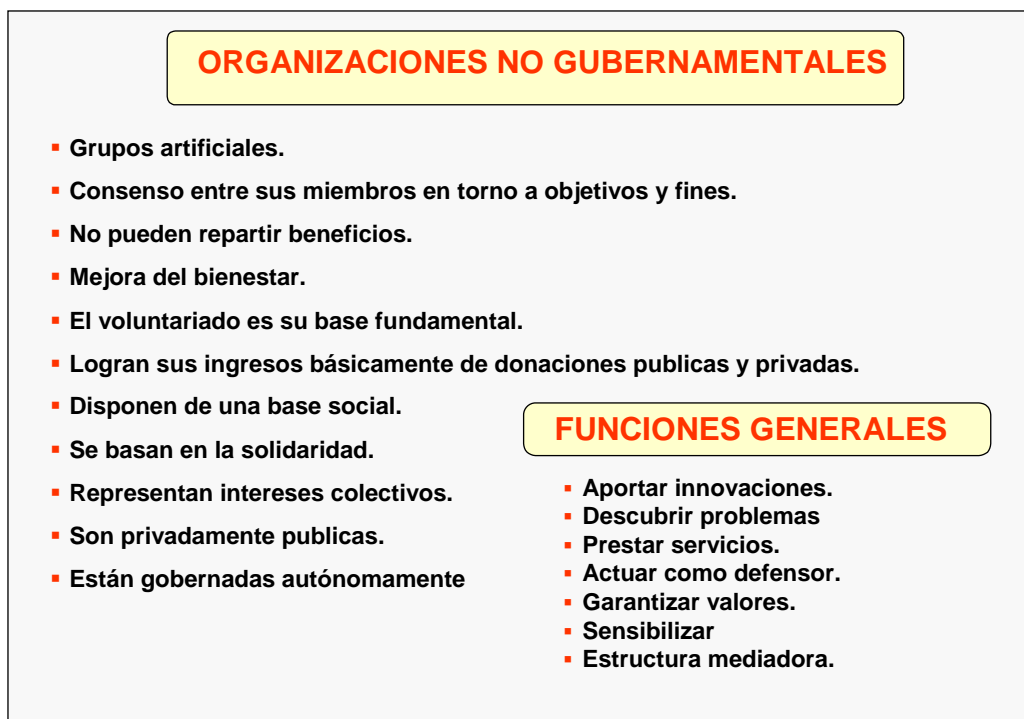 ORGANIZACIONES NO GUBERNAMENTALES
▪ Grupos artificiales.
▪ Consenso entre sus miembros en torno a objetivos y fines.
▪ No pueden repartir beneficios.
▪ Mejora del bienestar.
▪ El voluntariado es su base fundamental.
▪ Logran sus ingresos básicamente de donaciones publicas y privadas.
▪ Disponen de una base social.
▪ Se basan en la solidaridad.
▪ Representan intereses colectivos.
▪ Son privadamente publicas.
▪ Están gobernadas autónomamente
FUNCIONES GENERALES
▪ Aportar innovaciones.
▪ Descubrir problemas
▪ Prestar servicios.
▪ Actuar como defensor.
▪ Garantizar valores.
▪ Sensibilizar
▪ Estructura mediadora.